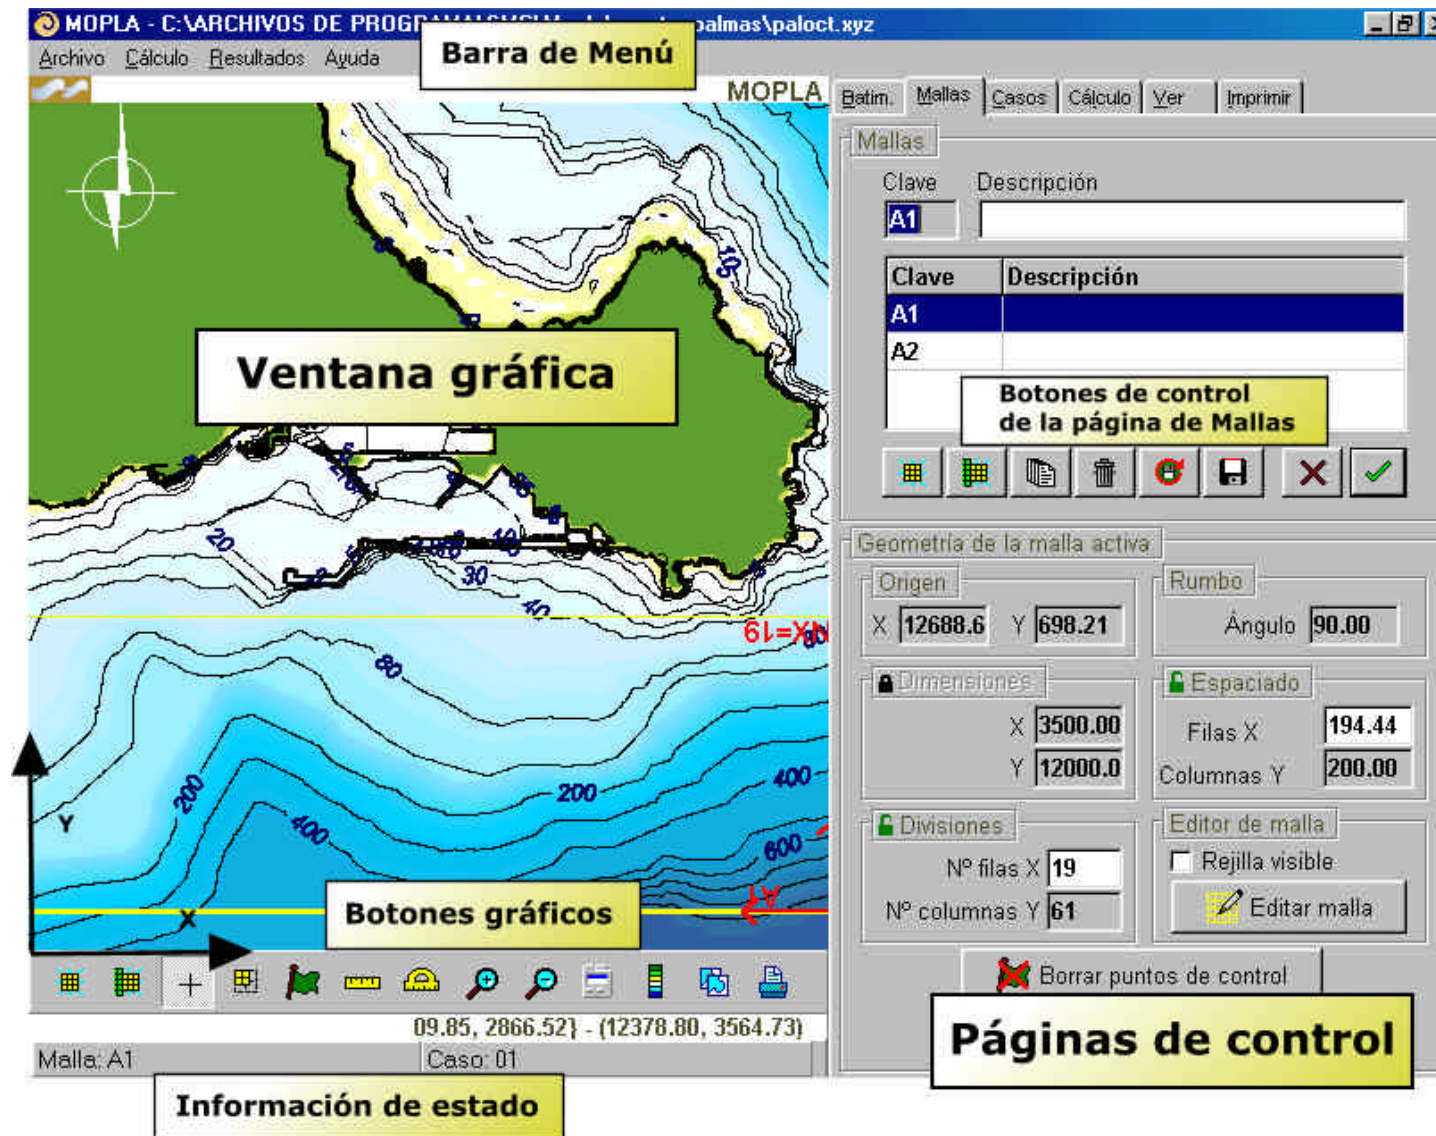 MOPLA - C:\ARCHIVOS DE PROG
almas\paloct.xyz
Barra de Menú
Archivo Cálculo Resultados Ayuda
MOPLA
Batim. Mallas Casos Cálculo Ver Imprimir
Mallas
Clave Descripción
A1
Clave Descripción
A1
A2
Botones de control
de la página de Mallas
Ventana gráfica
105
20
30
40
80
80
200
200
400
400
600
NX=19
A1
Y
X
Geometría de la malla activa
Origen
X 12688.6 Y 698.21
Rumbo
Ángulo 90.00
Dimensiones
X 3500.00
Y 12000.0
Espaciado
Filas X 194.44
Columnas Y 200.00
Divisiones
Nº filas X 19
Nº columnas Y 61
Editor de malla
Rejilla visible
Editar malla
Borrar puntos de control
Botones gráficos
Páginas de control
09.85, 2866.52} - (12378.80, 3564.73)
Malla: A1 Caso: 01
Información de estado